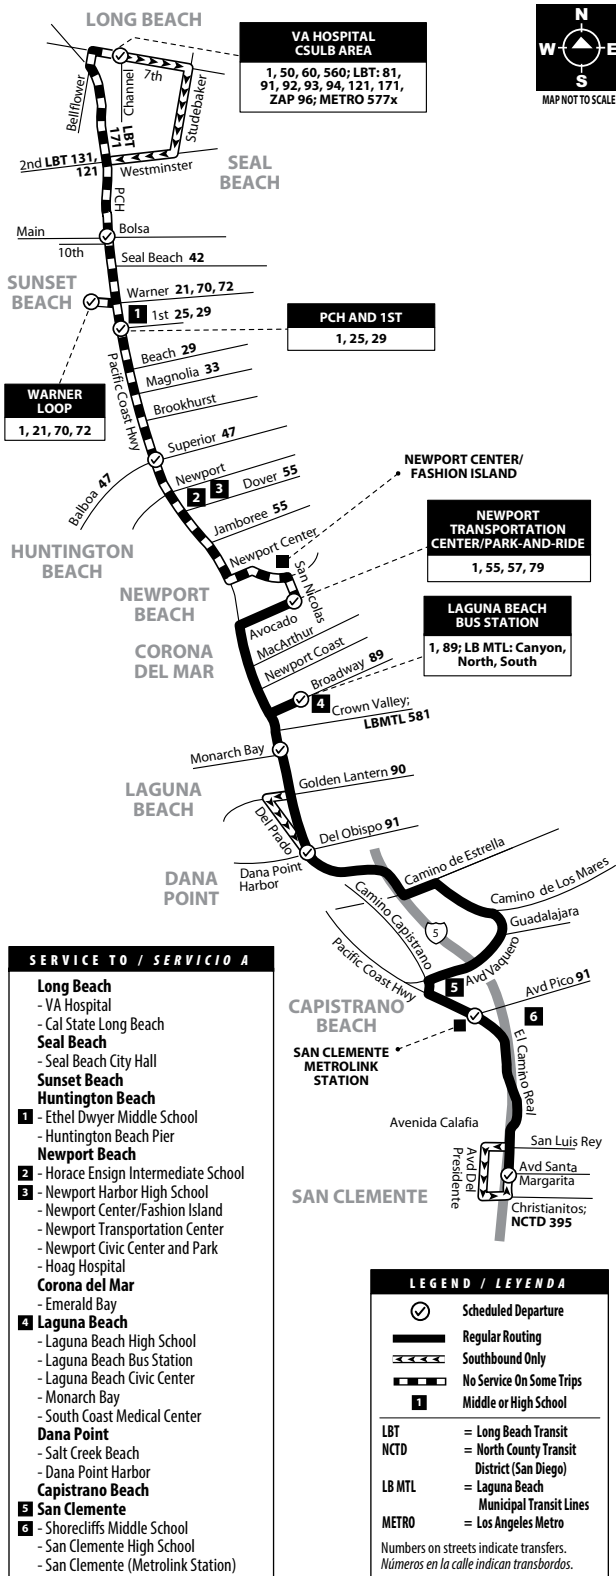 LONG BEACH
VA HOSPITAL
CSULB AREA
1, 50, 60, 560; LBT: 81,
91, 92, 93, 94, 121, 171,
ZAP 96; METRO 577x
N
W
E
S
MAP NOT TO SCALE
7th
Bellflower
Channel
LBT
171
Studebaker
2nd LBT 131,
121
Westminster
SEAL
BEACH
PCH
Main
Bolsa
10th
Seal Beach 42
SUNSET
BEACH
Warner 21, 70, 72
1
1st 25, 29
PCH AND 1ST
1, 25, 29
Pacific Coast Hwy
Beach 29
Magnolia 33
WARNER
LOOP
1, 21, 70, 72
Brookhurst
Superior 47
Balboa 47
Newport
2
3
Dover 55
NEWPORT CENTER/
FASHION ISLAND
Jamboree 55
HUNTINGTON
BEACH
Newport Center
NEWPORT
TRANSPORTATION
CENTER/PARK-AND-RIDE
1, 55, 57, 79
San Nicolas
NEWPORT
BEACH
Avocado
LAGUNA BEACH
BUS STATION
1, 89; LB MTL: Canyon,
North, South
MacArthur
CORONA
DEL MAR
Newport Coast
Broadway 89
4
Crown Valley;
LBMTL 581
Monarch Bay
Golden Lantern 90
LAGUNA
BEACH
Del Prado
Del Obispo 91
Dana Point
Harbor
DANA
POINT
Camino de Estrella
Camino de Los Mares
Camino Capistrano
Guadalajara
5
Pacific Coast Hwy
Avd Vaquero
5
Avd Pico 91
6
CAPISTRANO
BEACH
SAN CLEMENTE
METROLINK
STATION
El Camino Real
Avenida Calafia
San Luis Rey
Avd Del
Presidente
Avd Santa
Margarita
SAN CLEMENTE
Christianitos;
NCTD 395
SERVICE TO / SERVICIO A
Long Beach
- VA Hospital
- Cal State Long Beach
Seal Beach
- Seal Beach City Hall
Sunset Beach
Huntington Beach
1 - Ethel Dwyer Middle School
- Huntington Beach Pier
Newport Beach
2 - Horace Ensign Intermediate School
3 - Newport Harbor High School
- Newport Center/Fashion Island
- Newport Transportation Center
- Newport Civic Center and Park
- Hoag Hospital
Corona del Mar
- Emerald Bay
4 Laguna Beach
- Laguna Beach High School
- Laguna Beach Bus Station
- Laguna Beach Civic Center
- Monarch Bay
- South Coast Medical Center
Dana Point
- Salt Creek Beach
- Dana Point Harbor
Capistrano Beach
5 San Clemente
6 - Shorecliffs Middle School
- San Clemente High School
- San Clemente (Metrolink Station)
LEGEND / LEYENDA
Scheduled Departure
Regular Routing
Southbound Only
No Service On Some Trips
1 Middle or High School
LBT = Long Beach Transit
NCTD = North County Transit
District (San Diego)
LB MTL = Laguna Beach
Municipal Transit Lines
METRO = Los Angeles Metro
Numbers on streets indicate transfers.
Números en la calle indican transbordos.